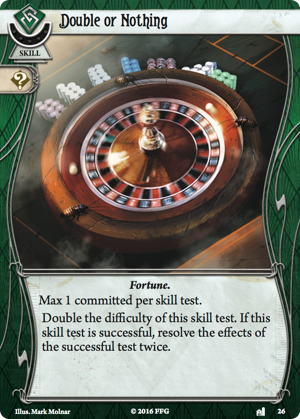 Double or Nothing
SKILL
?
Fortune.
Max 1 committed per skill test.
Double the difficulty of this skill test. If this
skill test is successful, resolve the effects of
the successful test twice.
Illus. Mark Molnar
© 2016 FFG
26